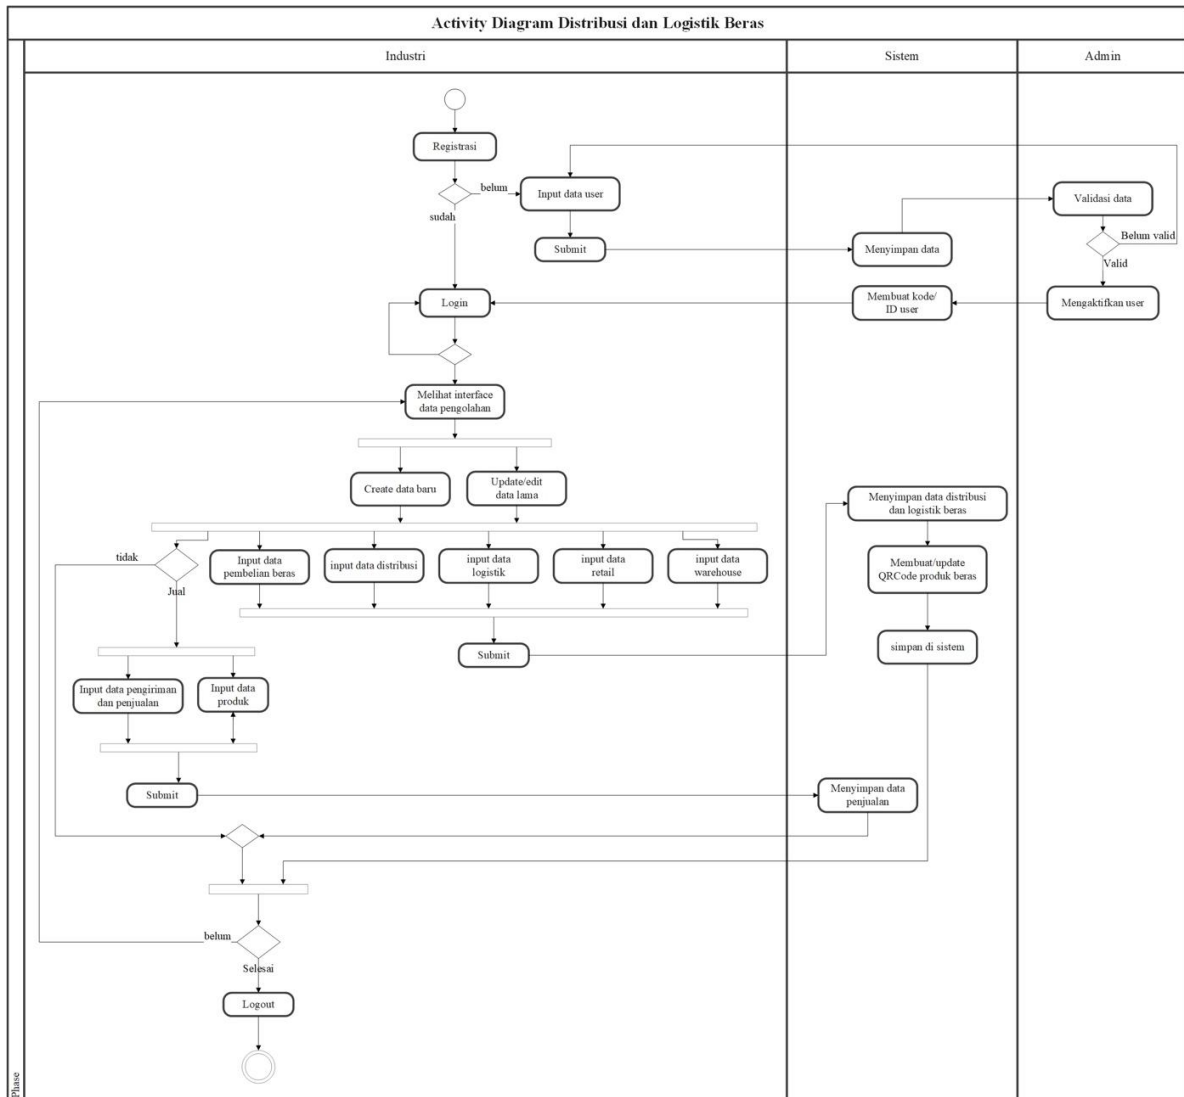 Activity Diagram Distribusi dan Logistik Beras
Industri
Sistem
Admin
Registrasi
belum
Input data user
sudah
Submit
Menyimpan data
Validasi data
Belum valid
Valid
Login
Membuat kode/
ID user
Mengaktifkan user
Melihat interface
data pengolahan
Create data baru
Update/edit
data lama
Menyimpan data distribusi
dan logistik beras
tidak
Jual
Input data
pembelian beras
input data distribusi
input data
logistik
input data
retail
input data
warehouse
Membuat/update
QRCode produk beras
Submit
simpan di sistem
Input data pengiriman
dan penjualan
Input data
produk
Submit
Menyimpan data
penjualan
belum
Selesai
Logout
Phase